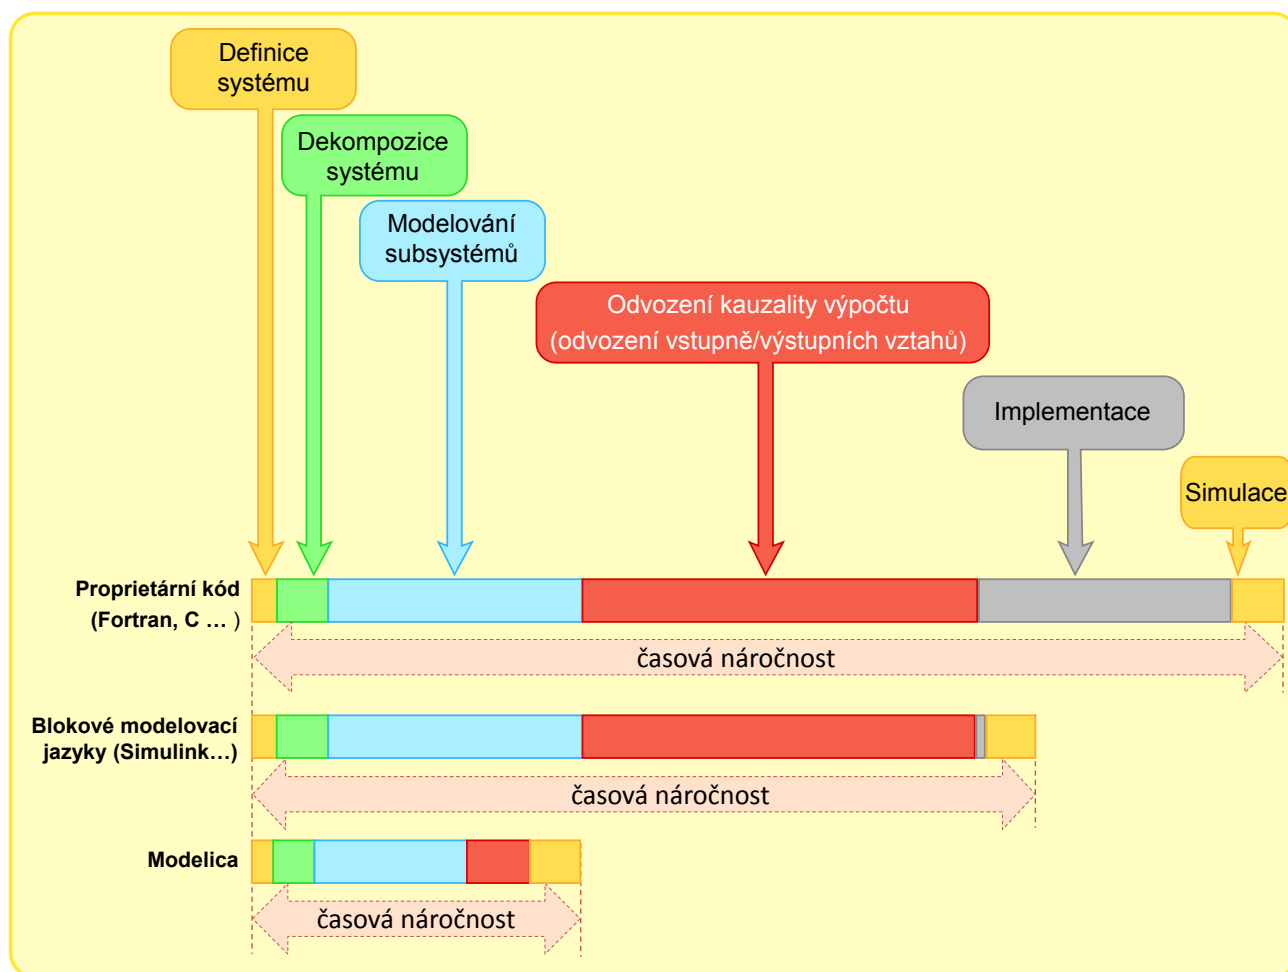 Definice
systému
Dekompozice
systému
Modelování
subsystémů
Odvození kauzality výpočtu
(odvození vstupně/výstupních vztahů)
Implementace
Simulace
Proprietární kód
(Fortran, C … )
časová náročnost
Blokové modelovací
jazyky (Simulink…)
časová náročnost
Modelica
časová náročnost